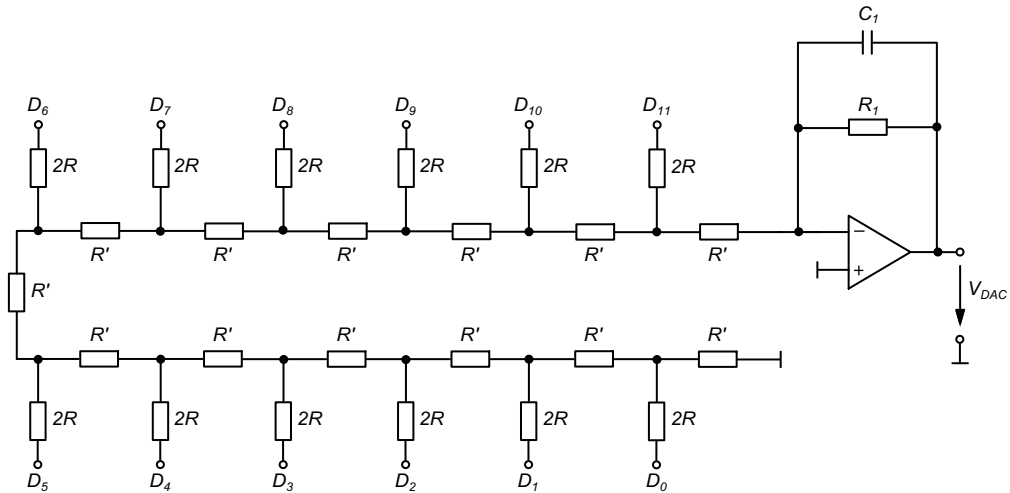 C1
D6 D7 D8 D9 D10 D11 R1
2R 2R 2R 2R 2R 2R
−
R' R' R' R' R' R'
+
R' VDAC
R' R' R' R' R' R'
2R 2R 2R 2R 2R 2R
D5 D4 D3 D2 D1 D0